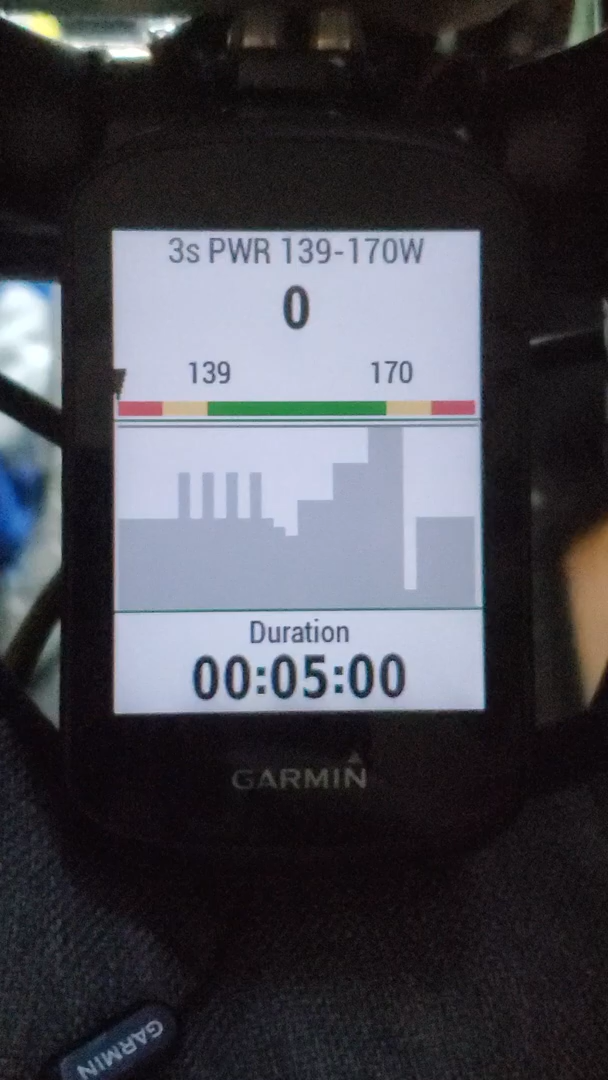 3s PWR 139-170W
0
139 170
Duration
00:05:00
GARMIN
GARMIN